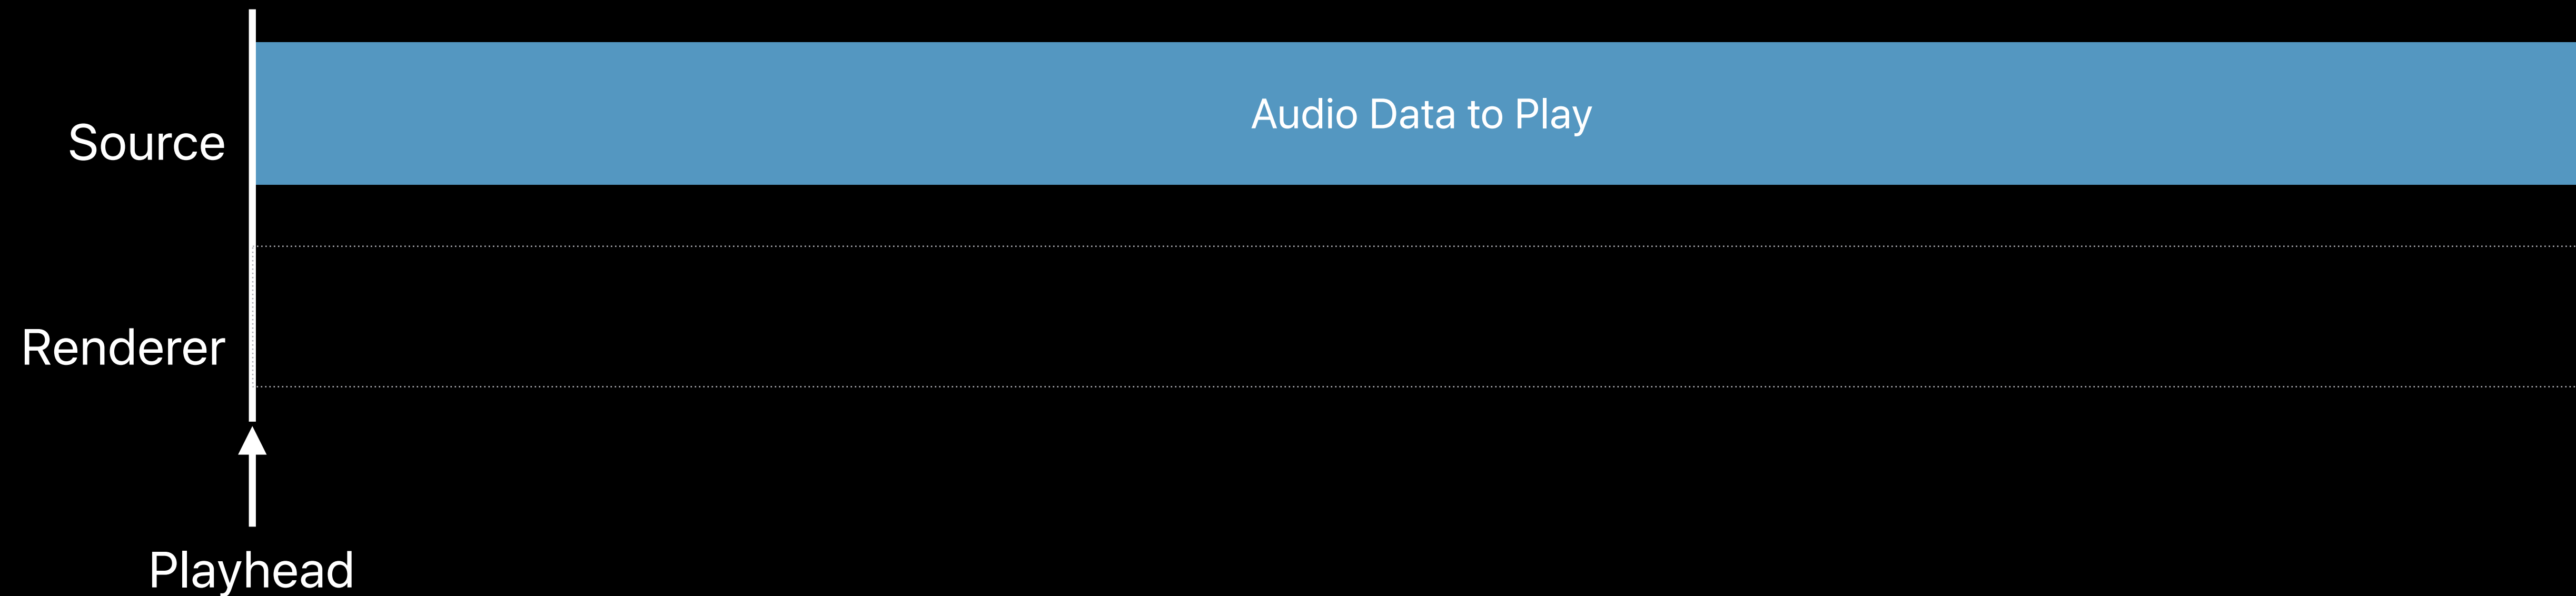 Audio Data to Play
Source
Renderer
Playhead